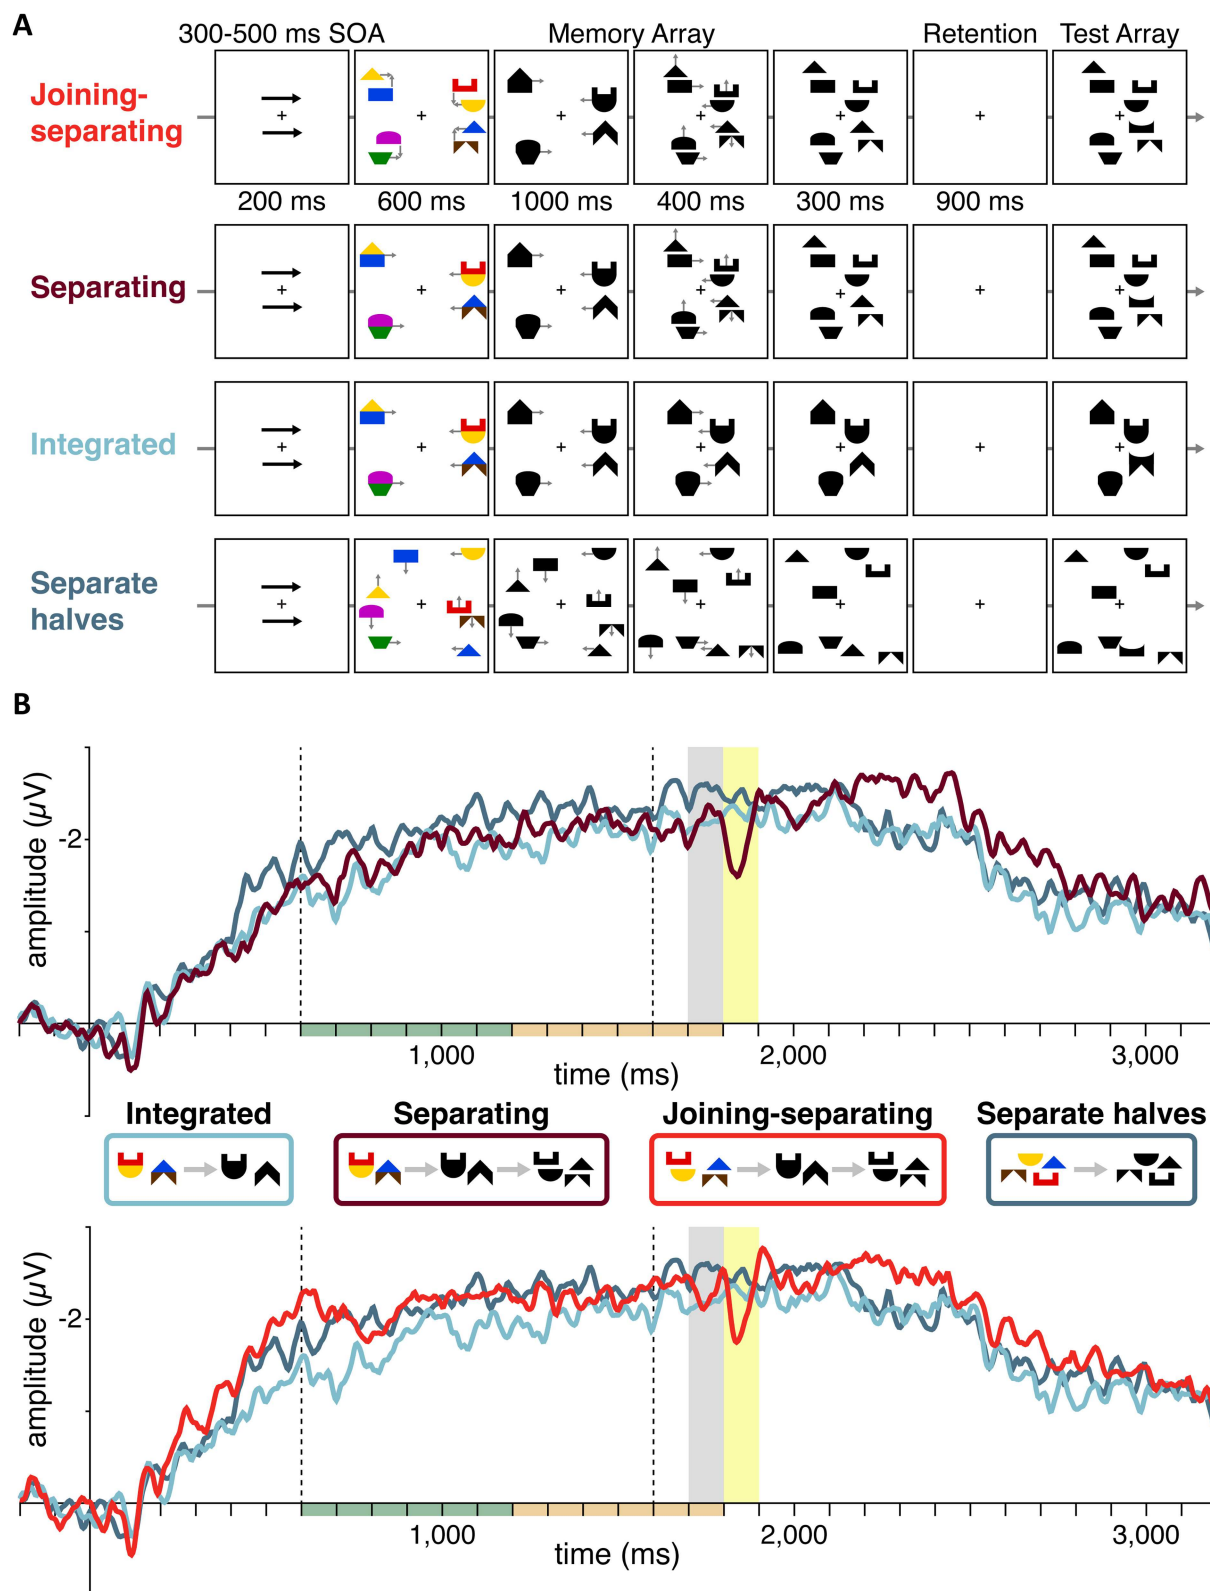 A
300-500 ms SOA Memory Array Retention Test Array
Joining-
separating
200 ms 600 ms 1000 ms 400 ms 300 ms 900 ms
Separating
Integrated
Separate
halves
B
amplitude (µV)
-2
1,000 2,000 3,000
time (ms)
Integrated Separating Joining-separating Separate halves
amplitude (µV)
-2
1,000 2,000 3,000
time (ms)